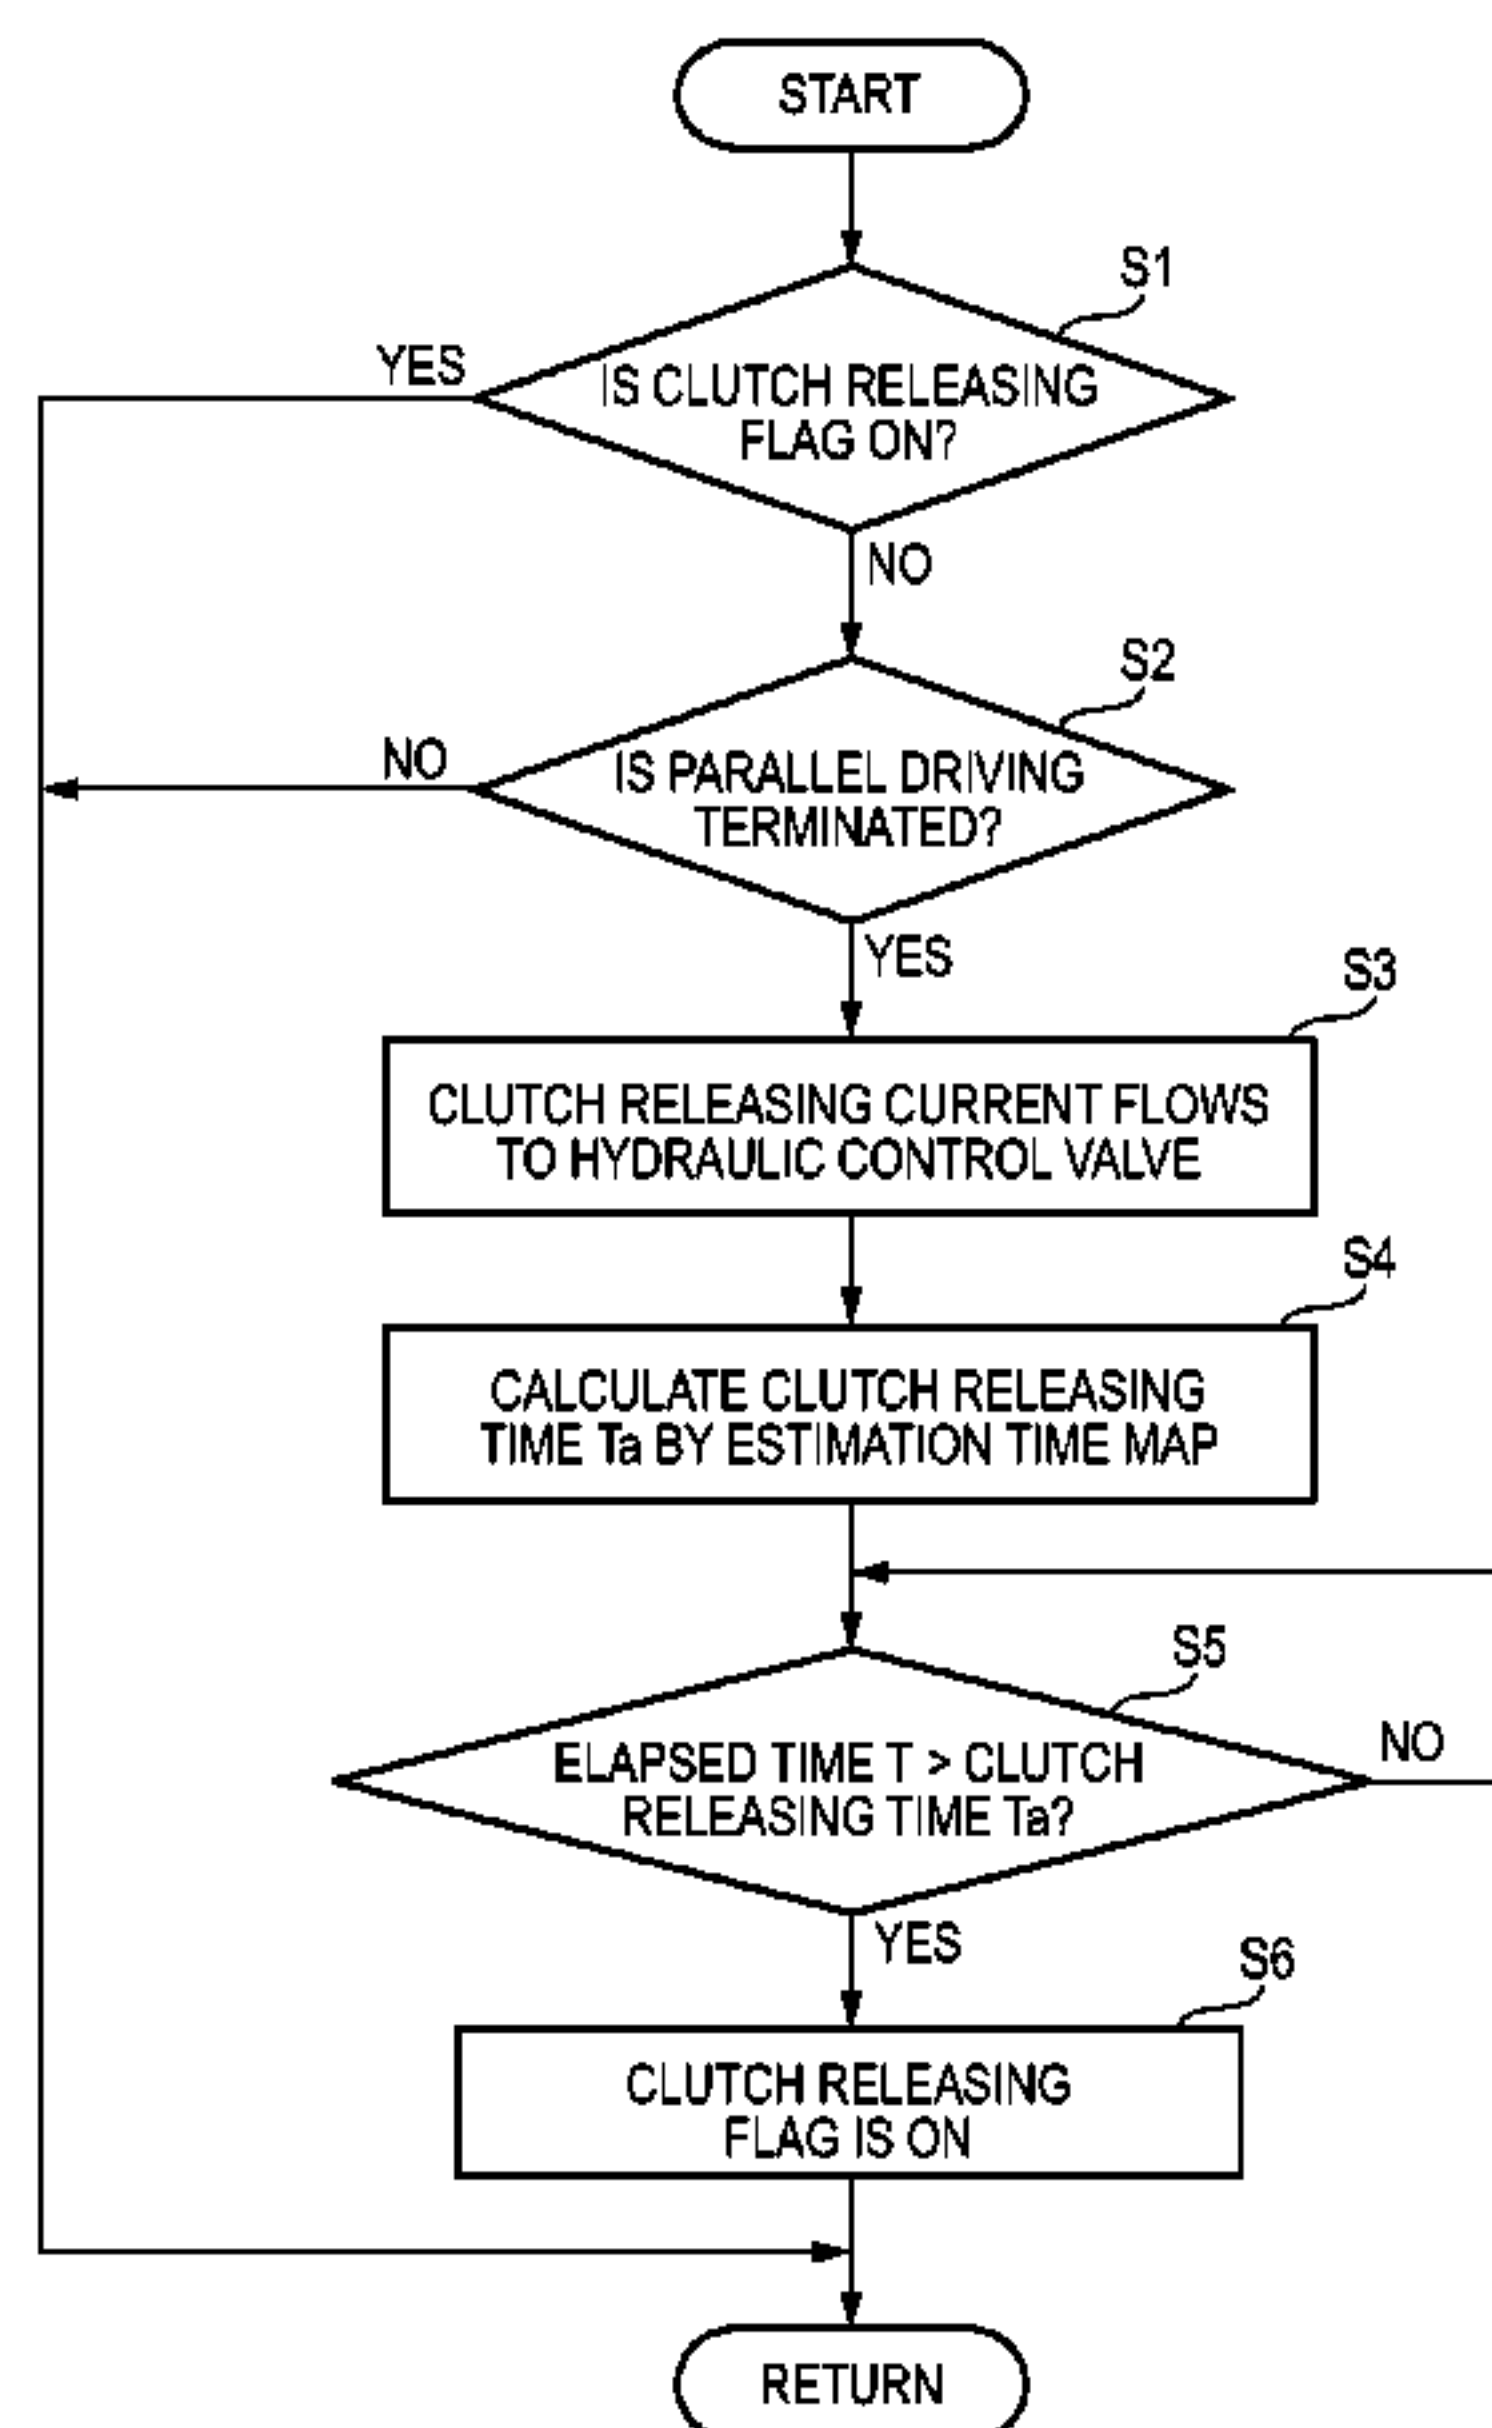 START
S1
YES
IS CLUTCH RELEASING
FLAG ON?
NO
S2
NO
IS PARALLEL DRIVING
TERMINATED?
YES
S3
CLUTCH RELEASING CURRENT FLOWS
TO HYDRAULIC CONTROL VALVE
S4
CALCULATE CLUTCH RELEASING
TIME Ta BY ESTIMATION TIME MAP
S5
NO
ELAPSED TIME T > CLUTCH
RELEASING TIME Ta?
YES
S6
CLUTCH RELEASING
FLAG IS ON
RETURN